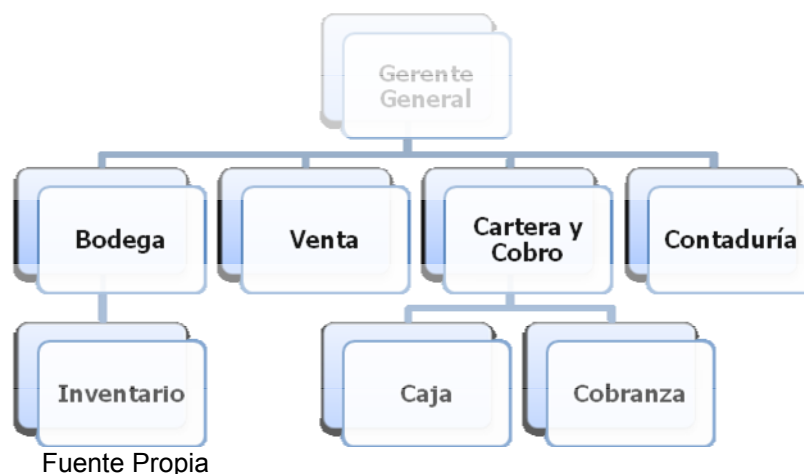 Gerente
General
Bodega
Venta
Cartera y
Cobro
Contaduría
Inventario
Caja
Cobranza
Fuente Propia